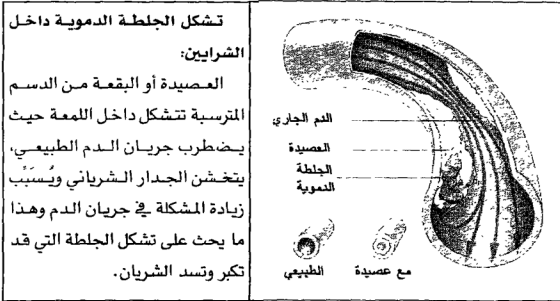 تشكل الجلطة الدموية داخل
الشرايين:
العصيدة أو البقعة من الدسم
المترسبة تتشكل داخل اللمعة حيث
يضطرب جريان الدم الطبيعي،
يتخشن الجدار الشرياني ويُسَبِّب
زيادة المشكلة في جريان الدم وهذا
ما يحث على تشكل الجلطة التي قد
تكبر وتسد الشريان.
الدم الجاري
العصيدة
الجلطة
الدموية
الطبيعي
مع عصيدة